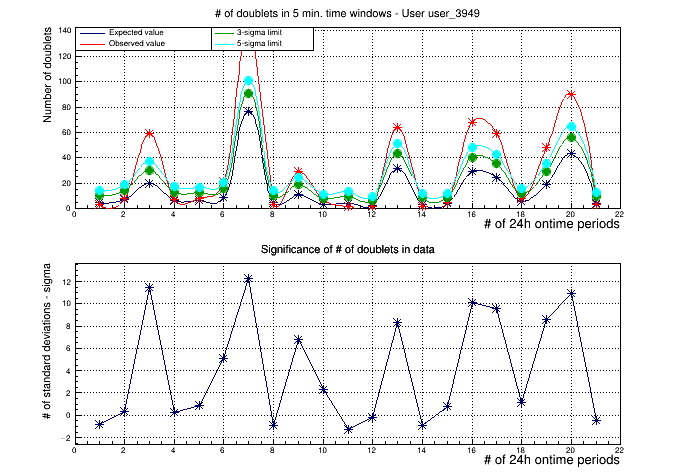 # of doublets in 5 min. time windows - User user_3949
Number of doublets
Expected value
Observed value
3-sigma limit
5-sigma limit
140
120
100
80
60
40
20
0
0 2 4 6 8 10 12 14 16 18 20 22
# of 24h ontime periods
Significance of # of doublets in data
# of standard deviations - sigma
12
10
8
6
4
2
0
-2
0 2 4 6 8 10 12 14 16 18 20 22
# of 24h ontime periods